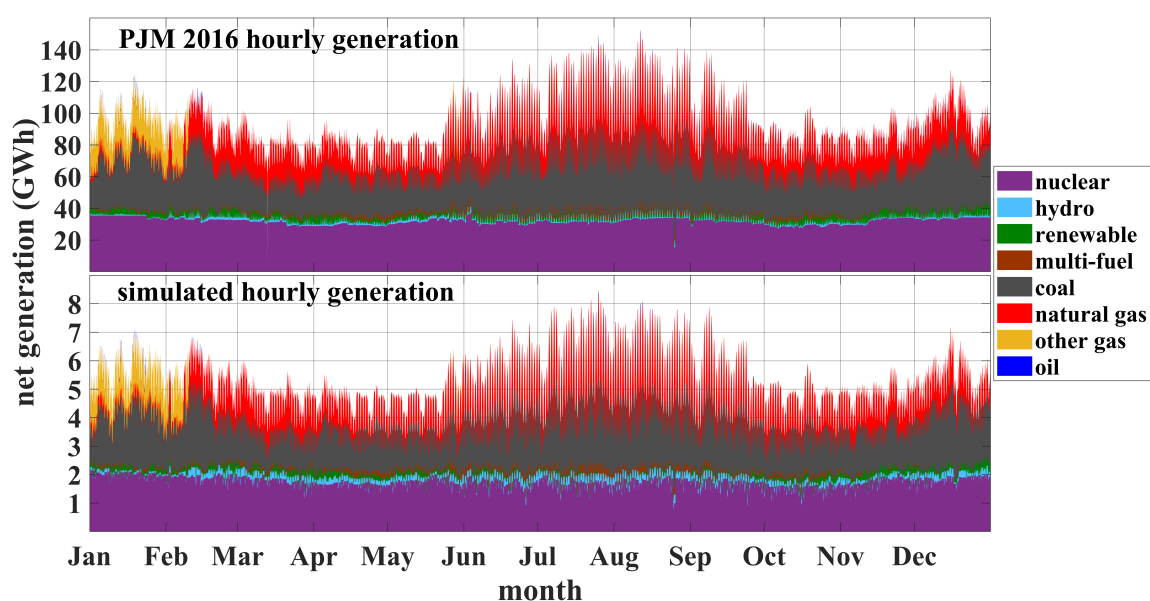 PJM 2016 hourly generation
140
120
100
80
60
40
20
net generation (GWh)
simulated hourly generation
8
7
6
5
4
3
2
1
Jan Feb Mar Apr May Jun Jul Aug Sep Oct Nov Dec
month
nuclear
hydro
renewable
multi-fuel
coal
natural gas
other gas
oil